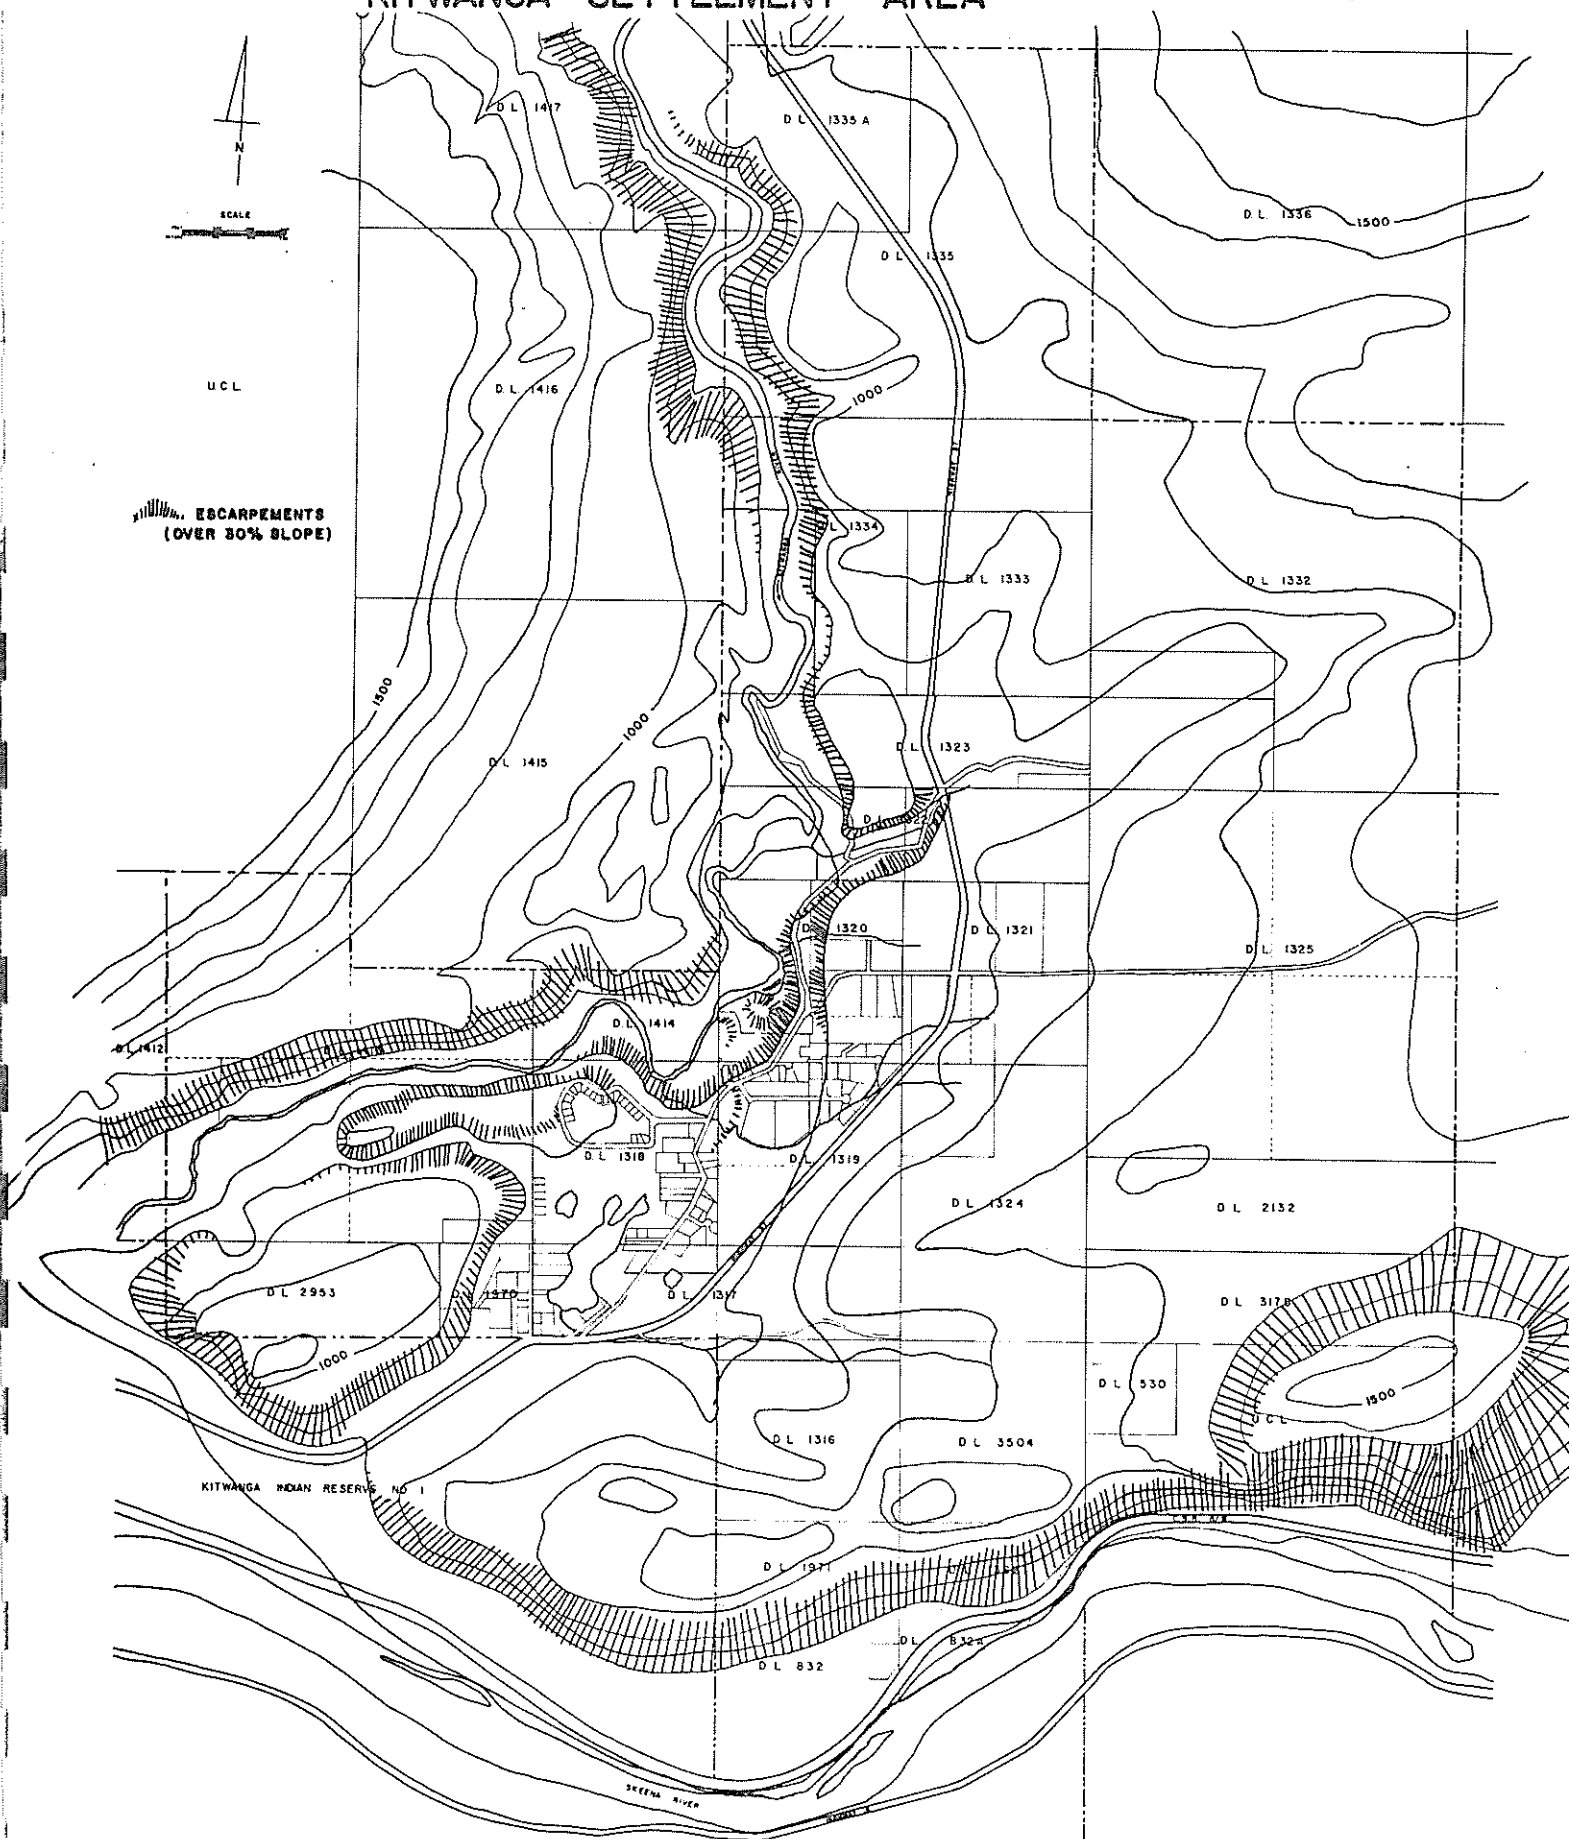 KITWANGA SETTLEMENT AREA
N
SCALE
D L 1417
D L 1335 A
D L 1336
1500
D L 1335
U C L
D L 1416
1000
ESCARPEMENTS
(OVER 30% SLOPE)
D L 1334
D L 1333
D L 1332
1500
1000
D L 1323
D L 1415
D L 1320
D L 1321
D L 1325
D L 1414
D L 1412
D L 1318
D L 1319
D L 1324
D L 2132
D L 2953
D L 1970
D L 1317
1000
D L 530
1500
U C L
D L 1316
D L 3504
KITWANGA INDIAN RESERVE NO 1
D L 1971
D L 832A
D L 832
SKEENA RIVER